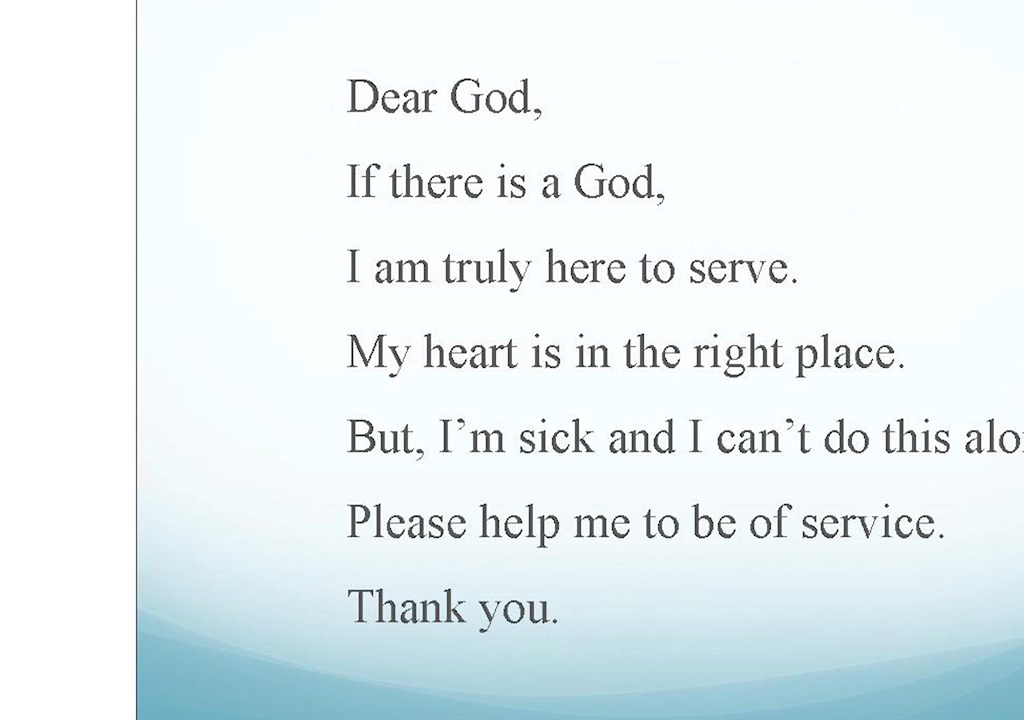 Dear God,
If there is a God,
I am truly here to serve.
My heart is in the right place.
But, I’m sick and I can’t do this
Please help me to be of service.
Thank you.